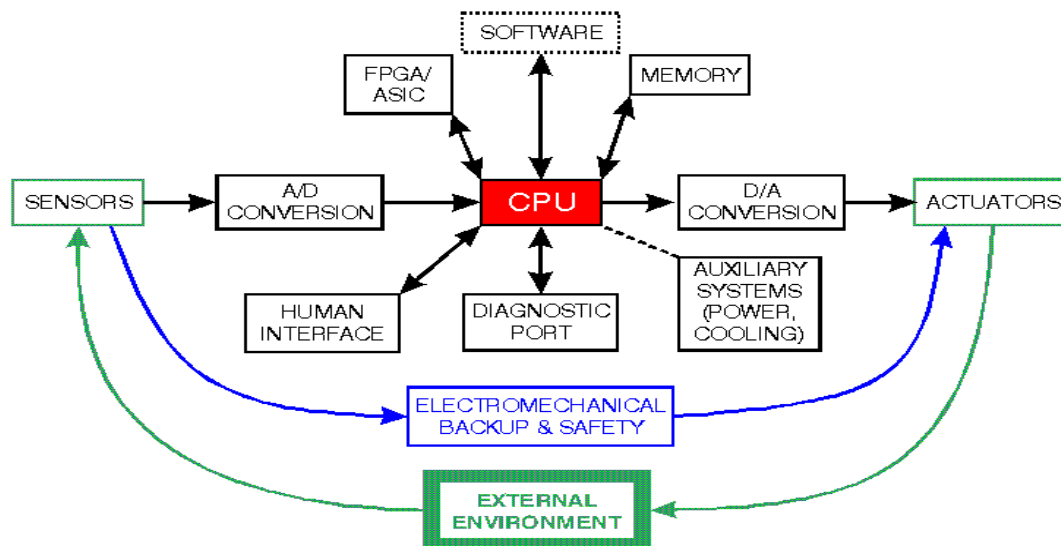 SOFTWARE
FPGA/
ASIC
MEMORY
SENSORS
A/D
CONVERSION
CPU
D/A
CONVERSION
ACTUATORS
HUMAN
INTERFACE
DIAGNOSTIC
PORT
AUXILIARY
SYSTEMS
(POWER,
COOLING)
ELECTROMECHANICAL
BACKUP & SAFETY
EXTERNAL
ENVIRONMENT